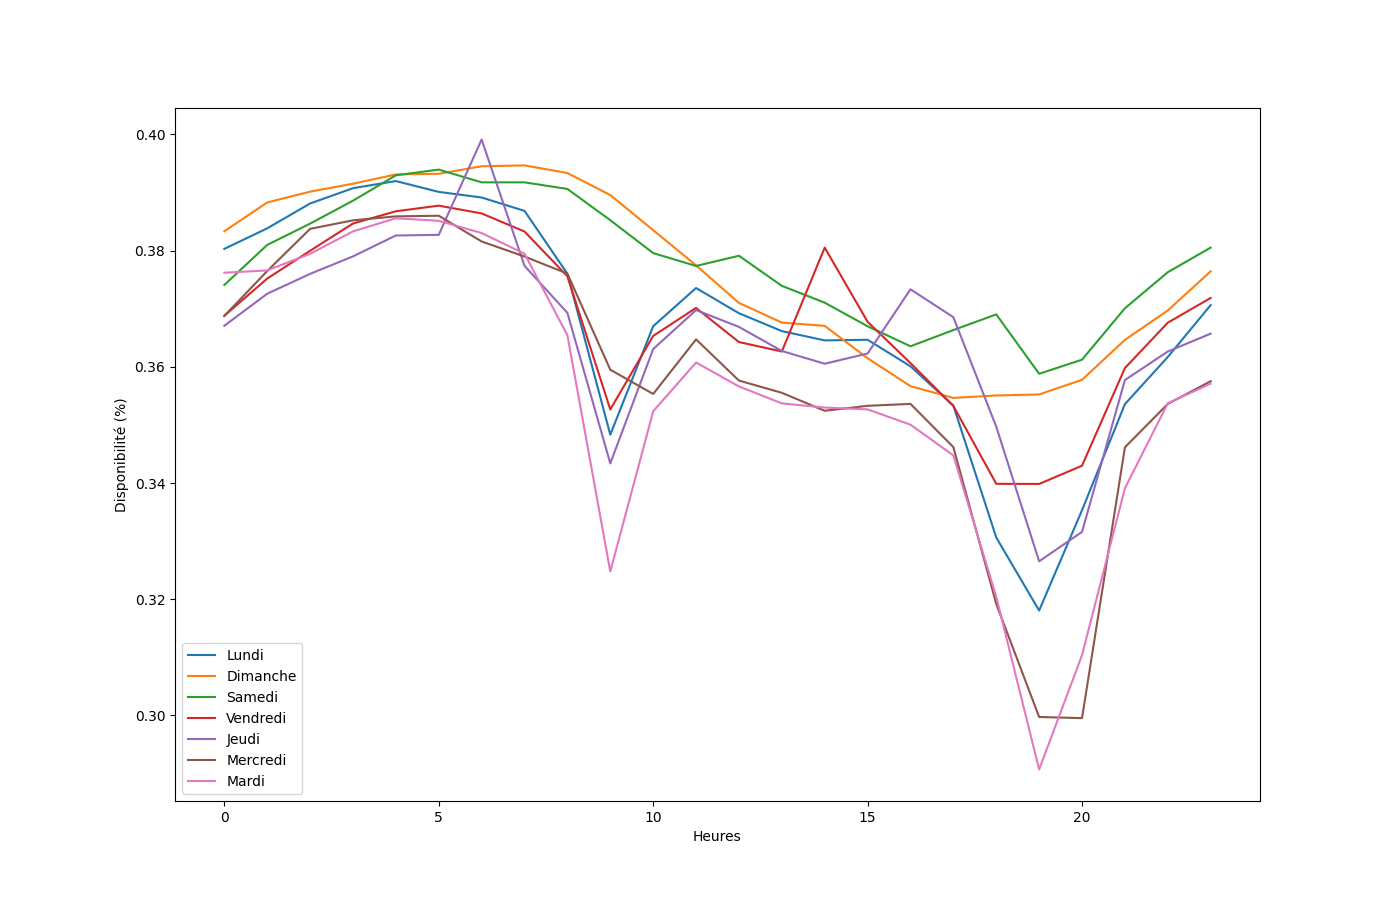 0.40
0.38
0.36
0.34
0.32
0.30
Disponibilité (%)
Lundi
Dimanche
Samedi
Vendredi
Jeudi
Mercredi
Mardi
0 5 10 15 20
Heures